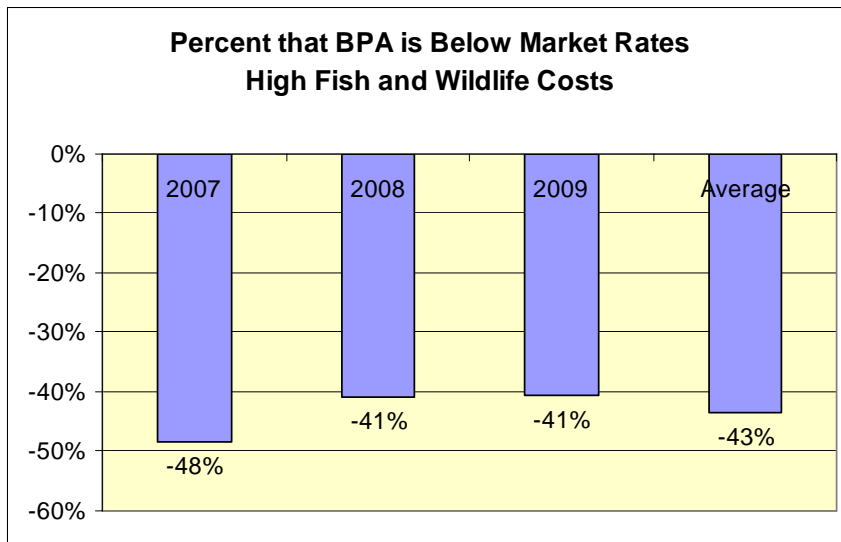 Percent that BPA is Below Market Rates
High Fish and Wildlife Costs
0%
2007 2008 2009 Average
-10%
-20%
-30%
-40%
-41% -41% -43%
-50%
-48%
-60%